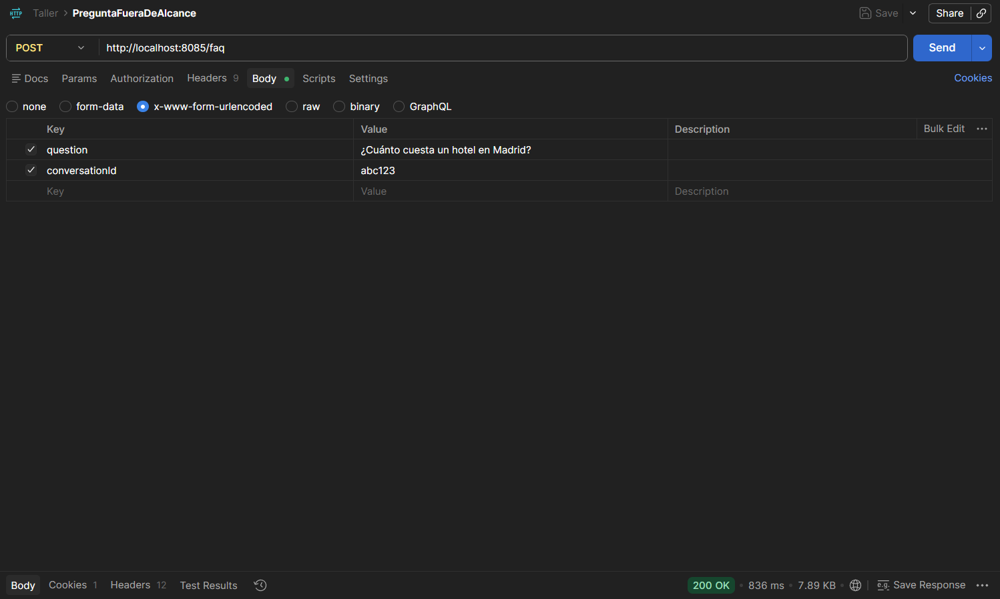 HTTP Taller > PreguntaFueraDeAlcance Save Share
POST http://localhost:8085/faq Send
Docs Params Authorization Headers 9 Body Scripts Settings Cookies
none form-data x-www-form-urlencoded raw binary GraphQL
Key Value Description Bulk Edit
question ¿Cuánto cuesta un hotel en Madrid?
conversationId abc123
Key Value Description
Body Cookies 1 Headers 12 Test Results 200 OK 836 ms 7.89 KB e.g. Save Response